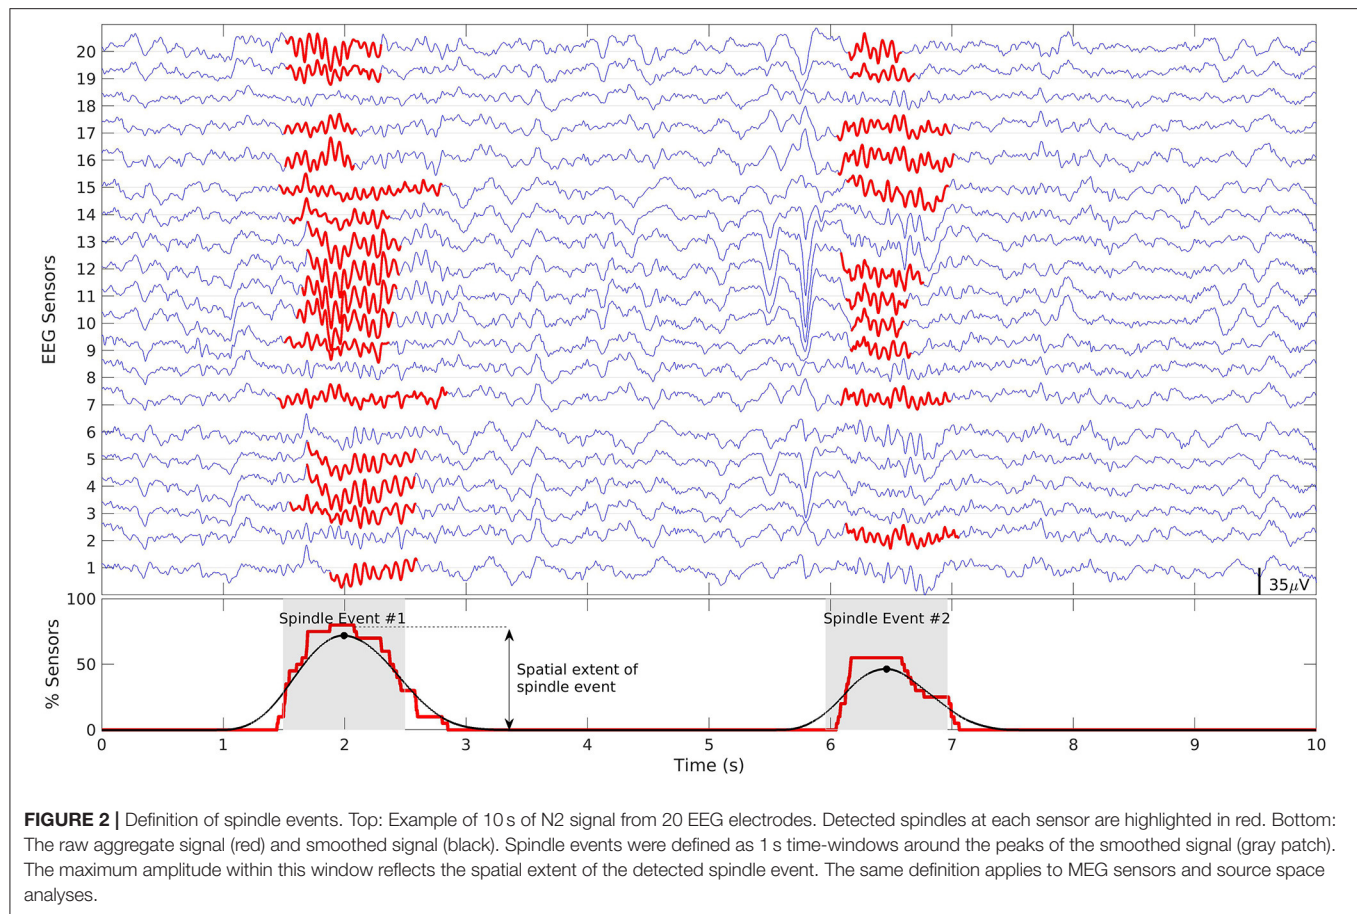 20
19
18
17
16
15
14
13
12
11
10
9
8
7
6
5
4
3
2
1
EEG Sensors
35μV
100
50
0
% Sensors
Spindle Event #1
Spindle Event #2
Spatial extent of
spindle event
0 1 2 3 4 5 6 7 8 9 10
Time (s)
FIGURE 2 | Definition of spindle events. Top: Example of 10 s of N2 signal from 20 EEG electrodes. Detected spindles at each sensor are highlighted in red. Bottom:
The raw aggregate signal (red) and smoothed signal (black). Spindle events were defined as 1 s time-windows around the peaks of the smoothed signal (gray patch).
The maximum amplitude within this window reflects the spatial extent of the detected spindle event. The same definition applies to MEG sensors and source space
analyses.